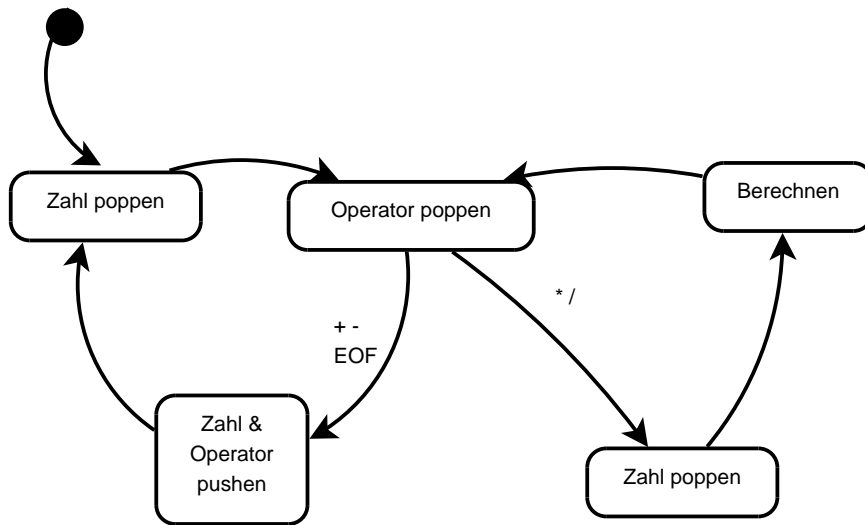 Zahl poppen
Operator poppen
Berechnen
* /
+ -
EOF
Zahl &
Operator
pushen
Zahl poppen